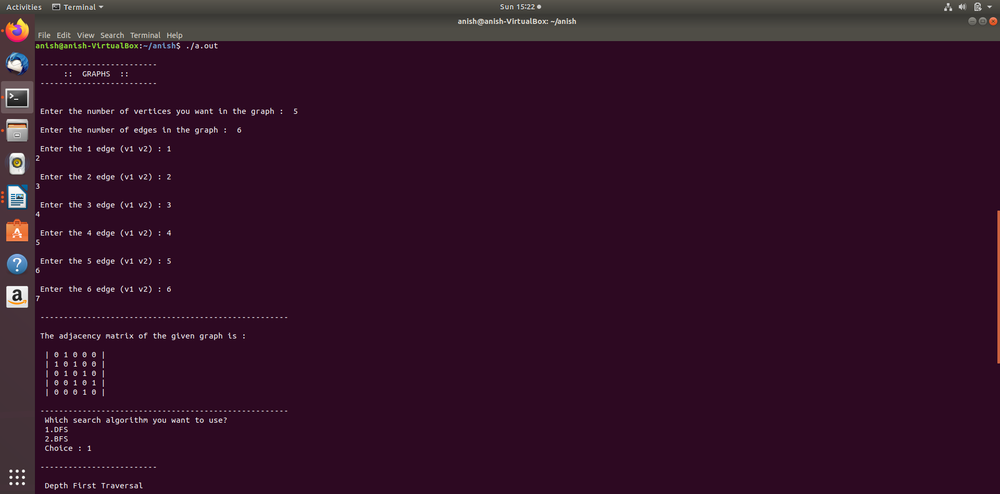 Activities Terminal Sun 15:22
anish@anish-VirtualBox: ~/anish
File Edit View Search Terminal Help
anish@anish-VirtualBox:~/anish$ ./a.out
-------------------------
:: GRAPHS ::
-------------------------
Enter the number of vertices you want in the graph : 5
Enter the number of edges in the graph : 6
Enter the 1 edge (v1 v2) : 1
2
Enter the 2 edge (v1 v2) : 2
3
Enter the 3 edge (v1 v2) : 3
4
Enter the 4 edge (v1 v2) : 4
5
Enter the 5 edge (v1 v2) : 5
6
Enter the 6 edge (v1 v2) : 6
7
-----------------------------------------------------
The adjacency matrix of the given graph is :
| 0 1 0 0 0 |
| 1 0 1 0 0 |
| 0 1 0 1 0 |
| 0 0 1 0 1 |
| 0 0 0 1 0 |
-----------------------------------------------------
Which search algorithm you want to use?
1.DFS
2.BFS
Choice : 1
-------------------------
Depth First Traversal